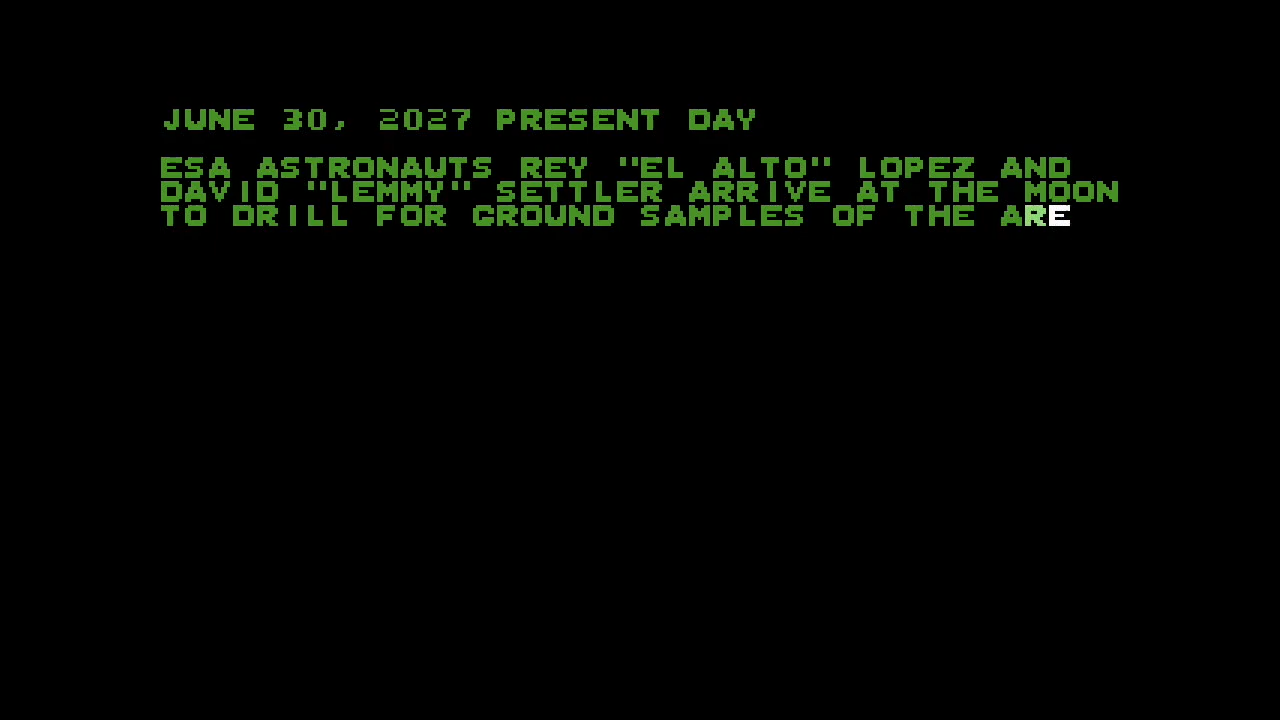 JUNE 30, 2027 PRESENT DAY
ESA ASTRONAUTS REY "EL ALTO" LOPEZ AND
DAVID "LEMMY" SETTLER ARRIVE AT THE MOON
TO DRILL FOR GROUND SAMPLES OF THE ARE